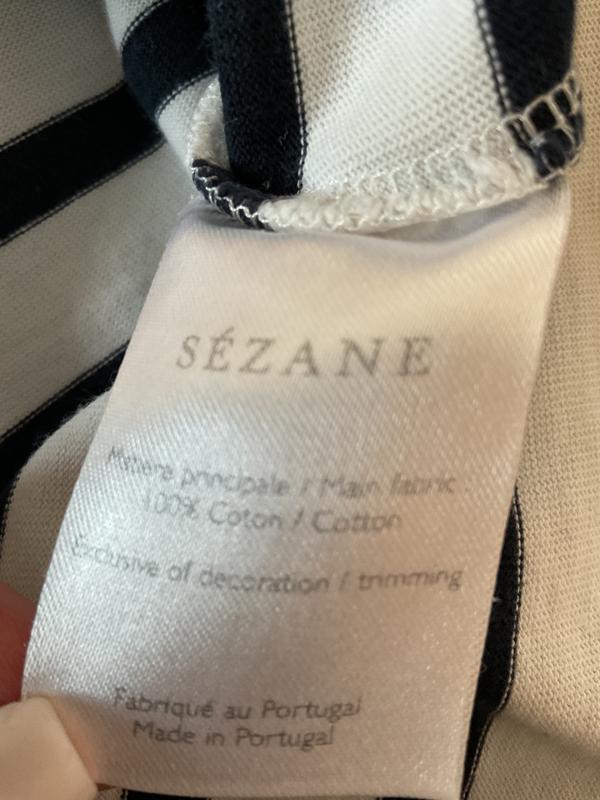 SÉZANE
Matière principale / Main fabric :
100% Coton / Cotton
Exclusive of decoration / trimming
Fabriqué au Portugal
Made in Portugal